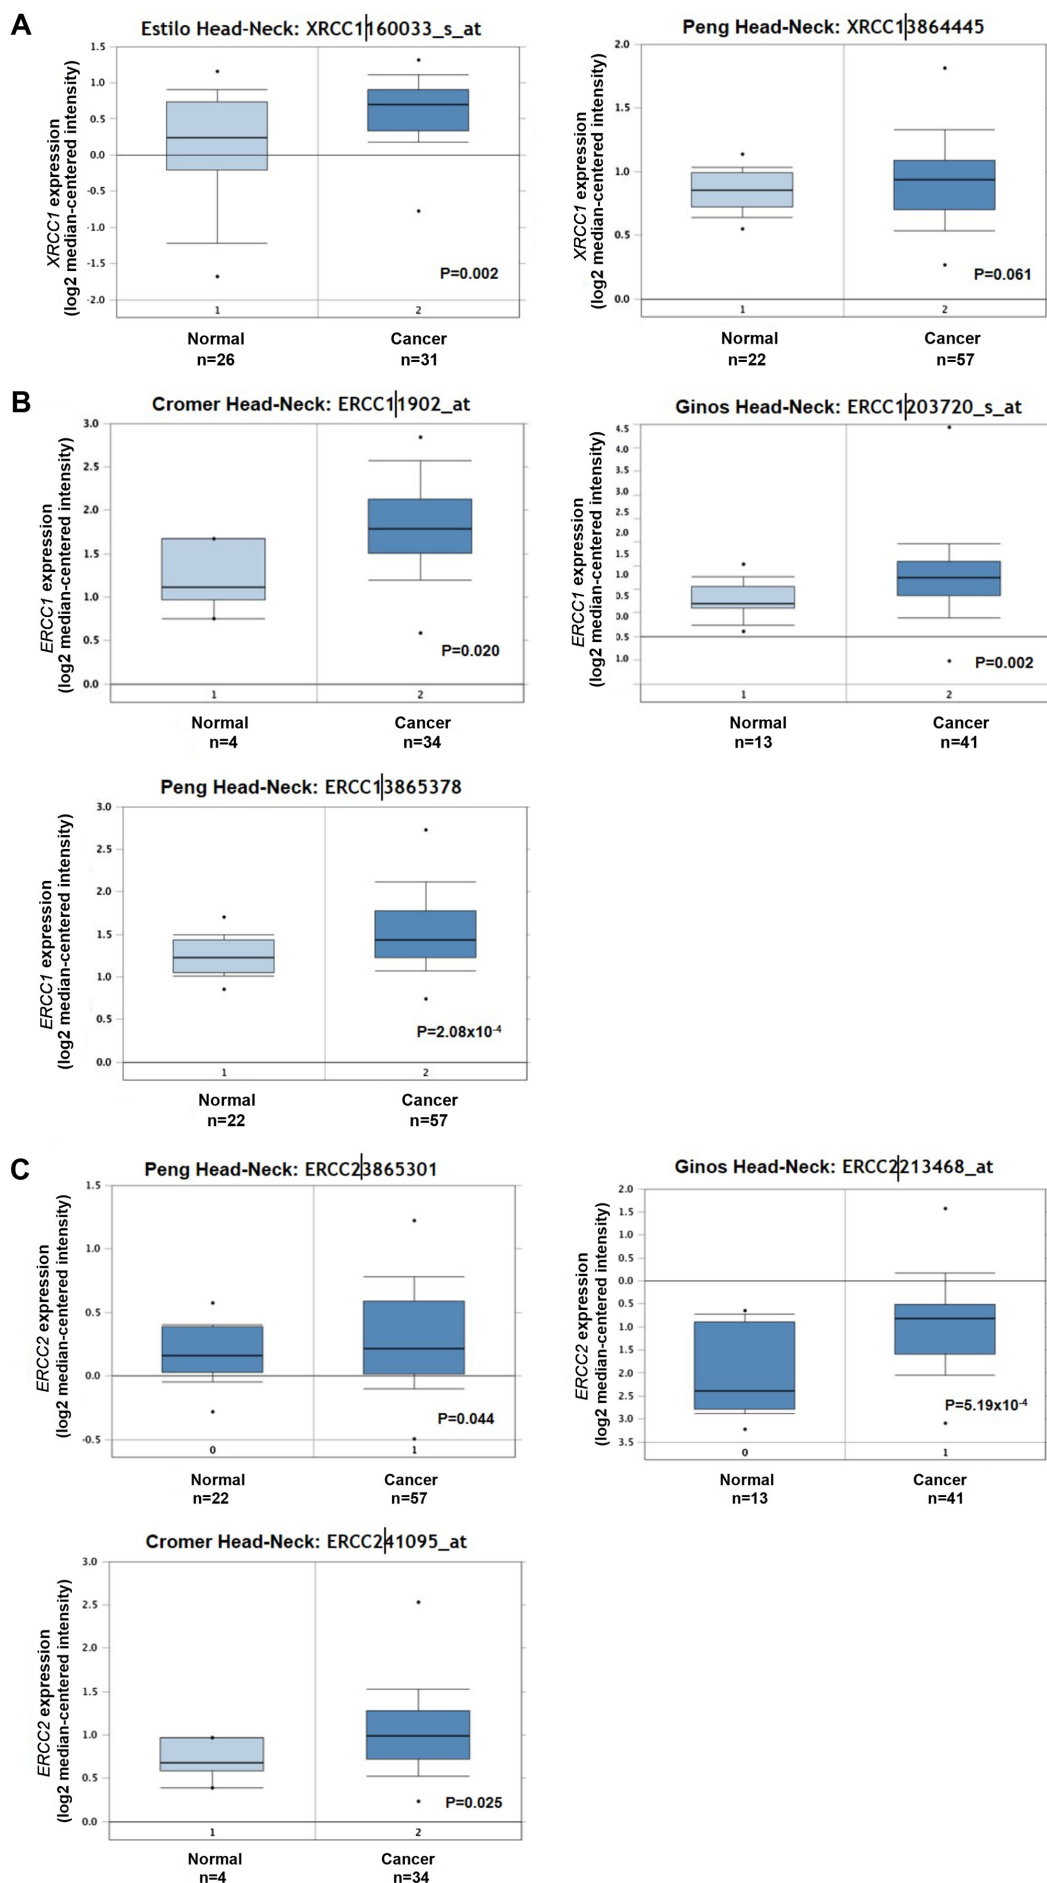 A
Estilo Head-Neck: XRCC1|160033_s_at
XRCC1 expression
(log2 median-centered intensity)
1.5
1.0
0.5
0.0
-0.5
-1.0
-1.5
-2.0
P=0.002
1
2
Normal
n=26
Cancer
n=31
Peng Head-Neck: XRCC1|3864445
XRCC1 expression
(log2 median-centered intensity)
2.0
1.5
1.0
0.5
0.0
P=0.061
1
2
Normal
n=22
Cancer
n=57
B
Cromer Head-Neck: ERCC1|1902_at
ERCC1 expression
(log2 median-centered intensity)
3.0
2.5
2.0
1.5
1.0
0.5
0.0
P=0.020
1
2
Normal
n=4
Cancer
n=34
Ginos Head-Neck: ERCC1|203720_s_at
ERCC1 expression
(log2 median-centered intensity)
4.5
4.0
3.5
3.0
2.5
2.0
1.5
1.0
0.5
0.0
0.5
1.0
P=0.002
1
2
Normal
n=13
Cancer
n=41
Peng Head-Neck: ERCC1|3865378
ERCC1 expression
(log2 median-centered intensity)
3.0
2.5
2.0
1.5
1.0
0.5
0.0
P=2.08x10-4
1
2
Normal
n=22
Cancer
n=57
C
Peng Head-Neck: ERCC2|3865301
ERCC2 expression
(log2 median-centered intensity)
1.5
1.0
0.5
0.0
-0.5
P=0.044
0
1
Normal
n=22
Cancer
n=57
Ginos Head-Neck: ERCC2|213468_at
ERCC2 expression
(log2 median-centered intensity)
2.0
1.5
1.0
0.5
0.0
0.5
1.0
1.5
2.0
2.5
3.0
3.5
P=5.19x10-4
0
1
Normal
n=13
Cancer
n=41
Cromer Head-Neck: ERCC2|41095_at
ERCC2 expression
(log2 median-centered intensity)
3.0
2.5
2.0
1.5
1.0
0.5
0.0
P=0.025
1
2
Normal
n=4
Cancer
n=34